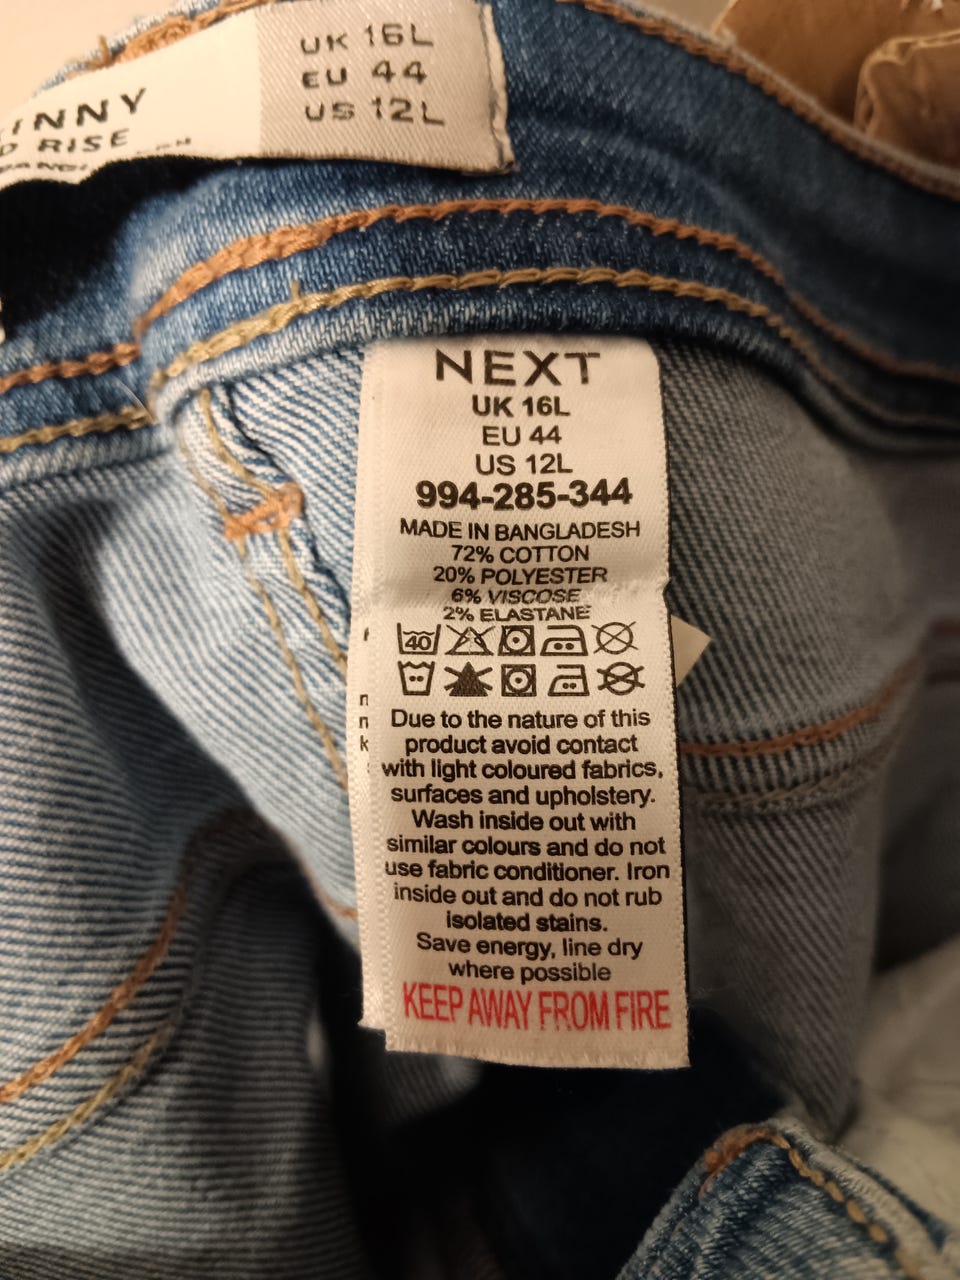 UK 16L
EU 44
US 12L
INNY
RISE
NEXT
UK 16L
EU 44
US 12L
994-285-344
MADE IN BANGLADESH
72% COTTON
20% POLYESTER
6% VISCOSE
2% ELASTANE
40
Due to the nature of this
product avoid contact
with light coloured fabrics,
surfaces and upholstery.
Wash inside out with
similar colours and do not
use fabric conditioner. Iron
inside out and do not rub
isolated stains.
Save energy, line dry
where possible
KEEP AWAY FROM FIRE